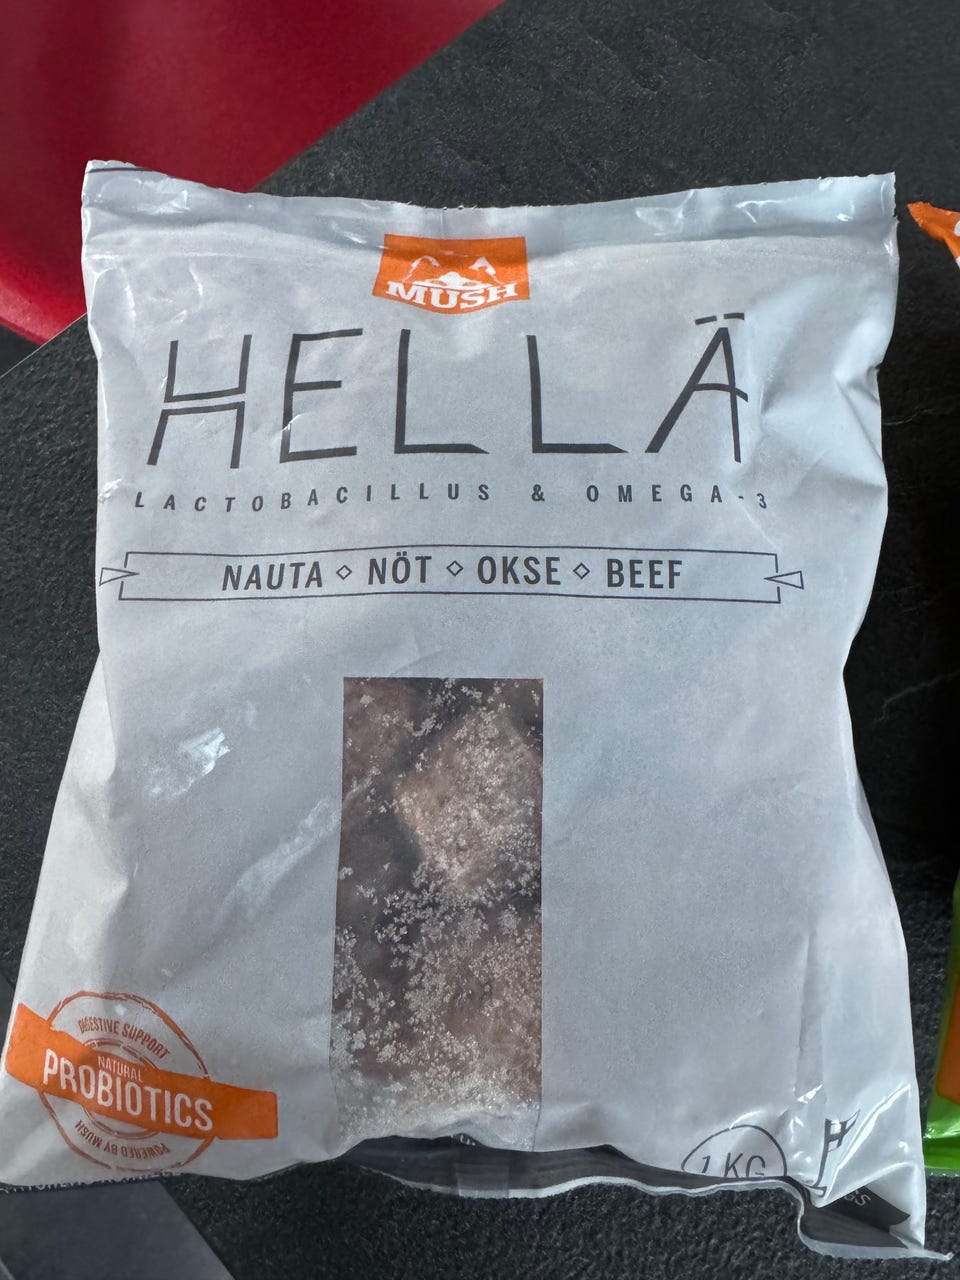 MUSH
HELLÄ
LACTOBACILLUS & OMEGA-3
NAUTA ◇ NÖT ◇ OKSE ◇ BEEF
DIGESTIVE SUPPORT
NATURAL
PROBIOTICS
POWERED BY MUSH
1 KG